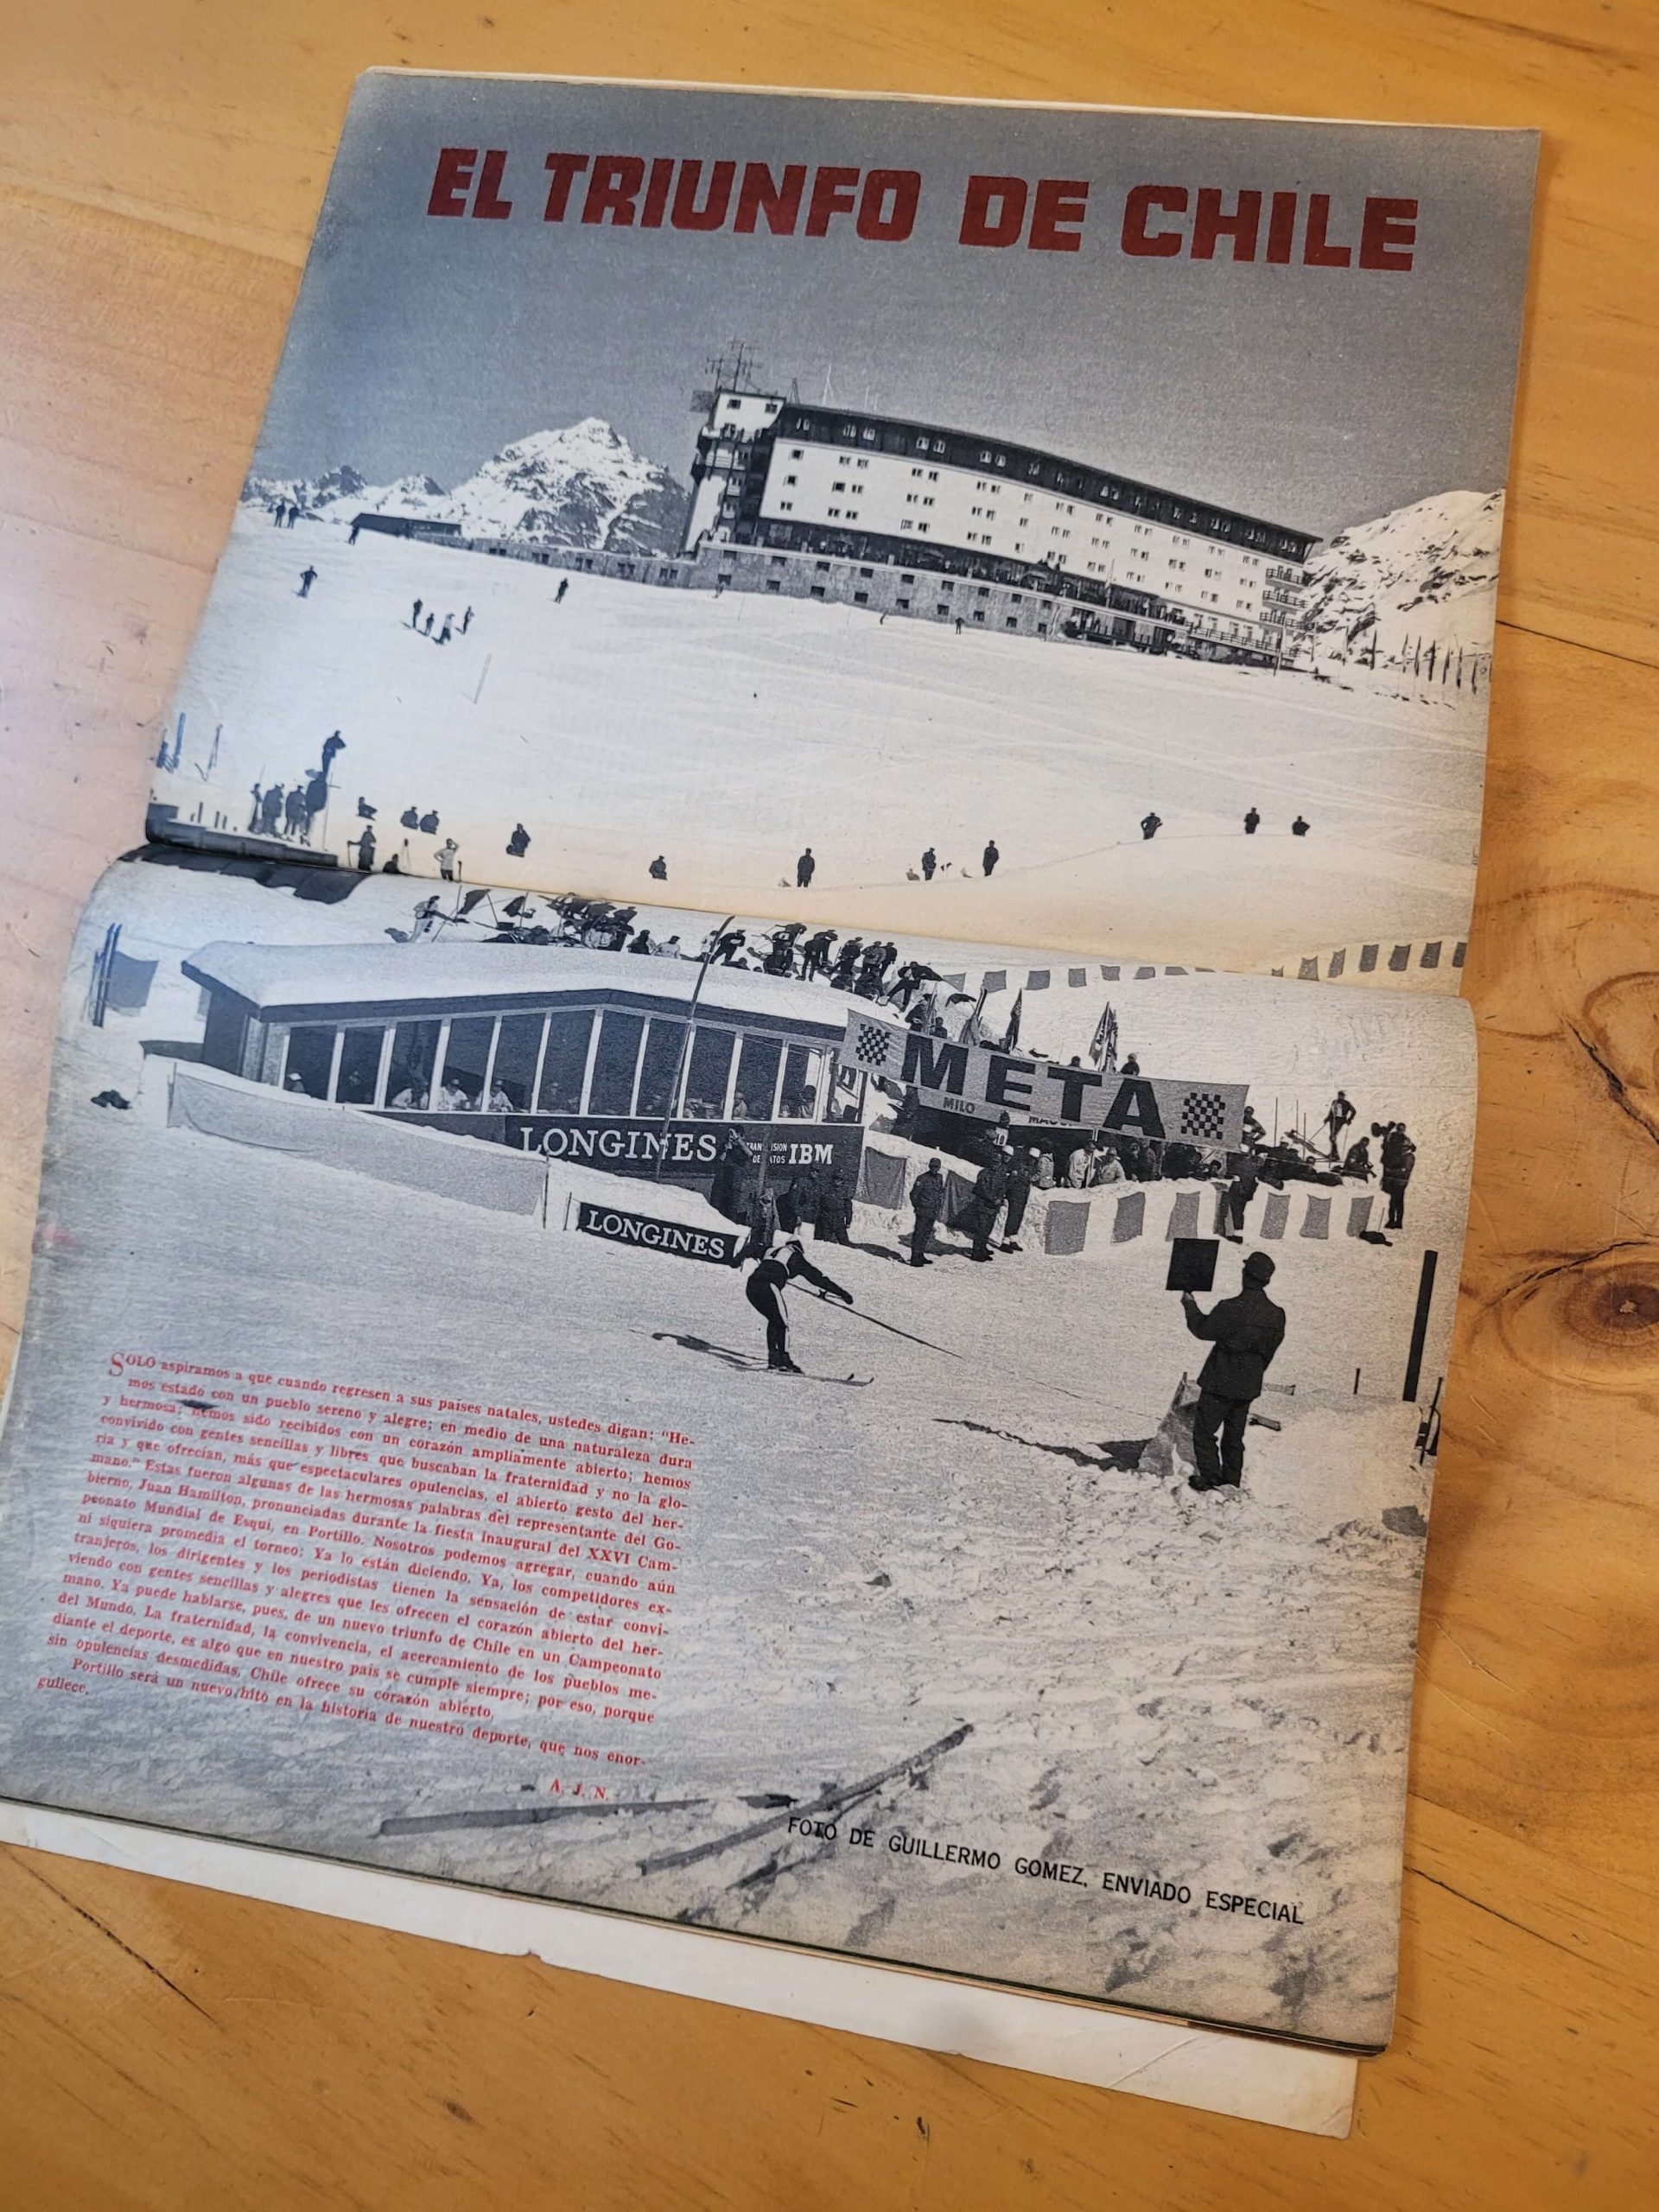 EL TRIUNFO DE CHILE
META
MILO
LONGINES
IBM
LONGINES
SOLO aspiramos a que cuando regresen a sus países natales, ustedes digan: "He-
mos estado con un pueblo sereno y alegre; en medio de una naturaleza dura
y hermosa; hemos sido recibidos con un corazón ampliamente abierto; hemos
convivido con gentes sencillas y libres que buscaban la fraternidad y no la glo-
ria y que ofrecían, más que espectaculares opulencias, el abierto gesto del her-
mano." Estas fueron algunas de las hermosas palabras del representante del Go-
bierno, Juan Hamilton, pronunciadas durante la fiesta inaugural del XXVI Cam-
peonato Mundial de Esquí, en Portillo. Nosotros podemos agregar, cuando aún
ni siquiera promedia el torneo: Ya lo están diciendo. Ya, los competidores ex-
tranjeros, los dirigentes y los periodistas tienen la sensación de estar convi-
viendo con gentes sencillas y alegres que les ofrecen el corazón abierto del her-
mano. Ya puede hablarse, pues, de un nuevo triunfo de Chile en un Campeonato
del Mundo. La fraternidad, la convivencia, el acercamiento de los pueblos me-
diante el deporte, es algo que en nuestro país se cumple siempre; por eso, porque
sin opulencias desmedidas, Chile ofrece su corazón abierto,
Portillo será un nuevo hito en la historia de nuestro deporte, que nos enor-
gullece.
A. J. N.
FOTO DE GUILLERMO GOMEZ, ENVIADO ESPECIAL